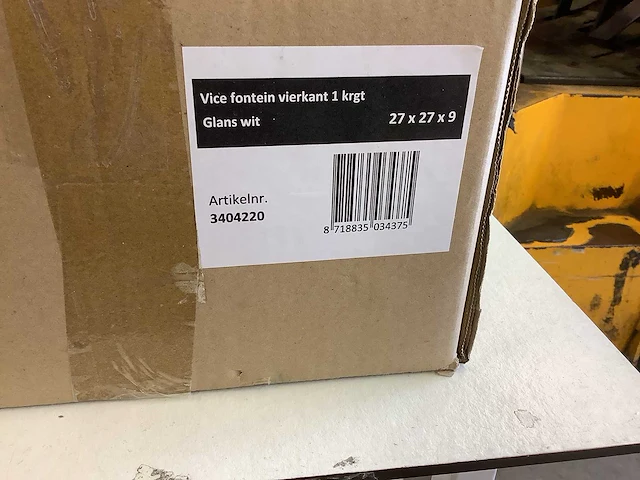 Vice fontein vierkant 1 krgt
Glans wit 27 x 27 x 9
Artikelnr.
3404220
8 718835 034375